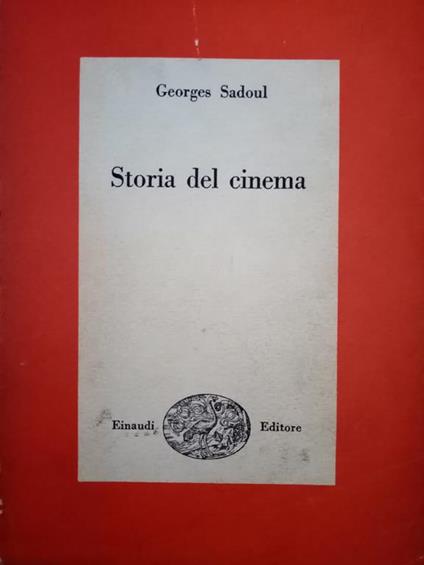 Georges Sadoul
Storia del cinema
Einaudi Editore